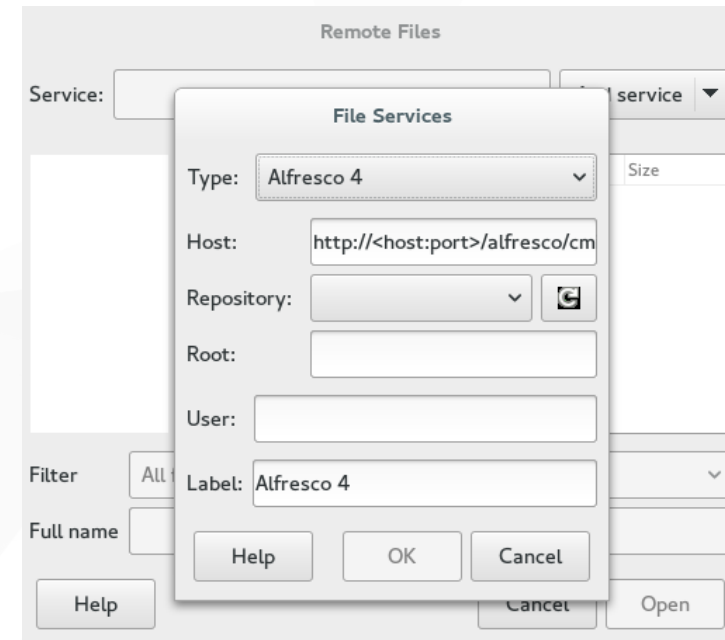 Remote Files
Service:
service
File Services
Type: Alfresco 4
Size
Host: http://<host:port>/alfresco/cm
Repository:
Root:
User:
Filter All
Label: Alfresco 4
Full name
Help OK Cancel
Help Cancel Open